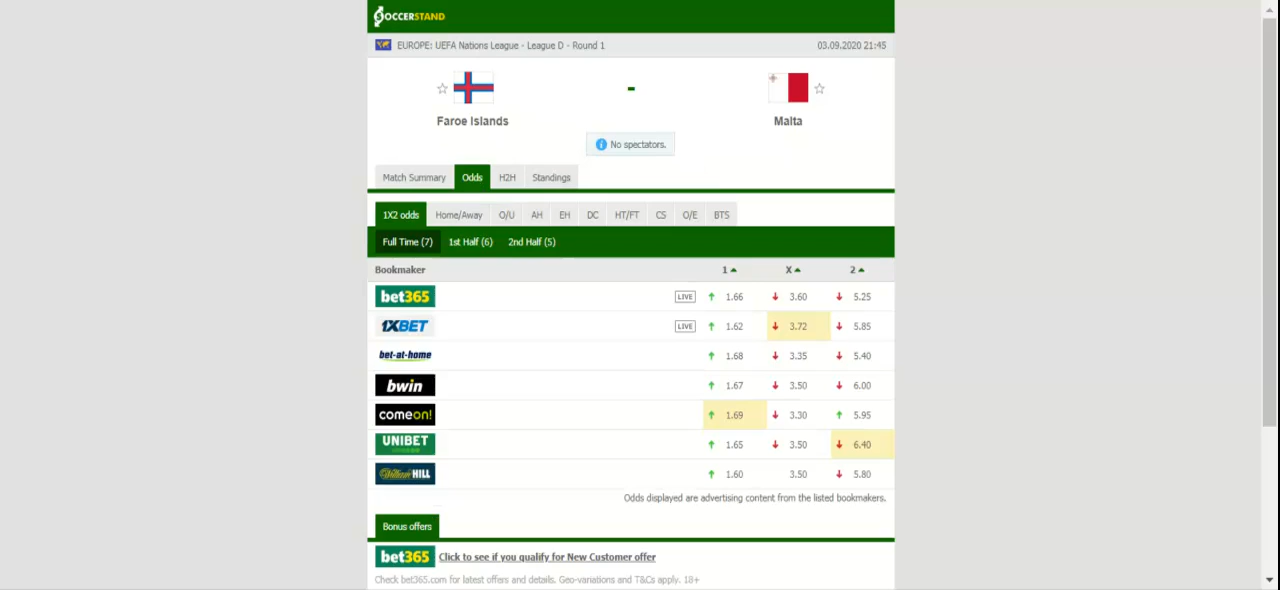 SOCCERSTAND
EUROPE: UEFA Nations League - League D - Round 1 03.09.2020 21:45
-
Faroe Islands Malta
No spectators.
Match Summary Odds H2H Standings
1X2 odds Home/Away O/U AH EH DC HT/FT CS O/E BTS
Full Time (7) 1st Half (6) 2nd Half (5)
Bookmaker 1 X 2
bet365 LIVE 1.66 3.60 5.25
1XBET LIVE 1.62 3.72 5.85
bet-at-home 1.68 3.35 5.40
bwin 1.67 3.50 6.00
comeon! 1.69 3.30 5.95
UNIBET 1.65 3.50 6.40
William HILL 1.60 3.50 5.80
Odds displayed are advertising content from the listed bookmakers.
Bonus offers
bet365 Click to see if you qualify for New Customer offer
Check bet365.com for latest offers and details. Geo-variations and T&Cs apply. 18+